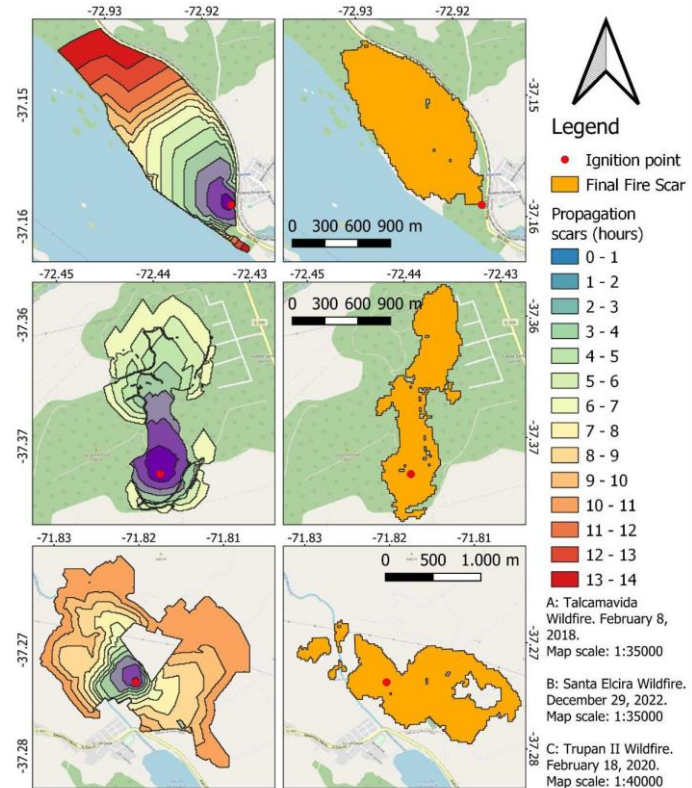 -72.93 -72.92
-72.93 -72.92
-37.15
-37.16
-37.15
-37.16
0 300 600 900 m
Legend
Ignition point
Final Fire Scar
Propagation
scars (hours)
0 - 1
1 - 2
2 - 3
3 - 4
4 - 5
5 - 6
6 - 7
7 - 8
8 - 9
9 - 10
10 - 11
11 - 12
12 - 13
13 - 14
-72.45 -72.44 -72.43
-72.44 -72.43
-37.36
-37.37
-37.36
-37.37
0 300 600 900 m
-71.83 -71.82 -71.81
-71.83 -71.82 -71.81
-37.27
-37.28
-37.27
-37.28
0 500 1.000 m
A: Talcamavida
Wildfire. February 8,
2018.
Map scale: 1:35000
B: Santa Elcira Wildfire.
December 29, 2022.
Map scale: 1:35000
C: Trupan II Wildfire.
February 18, 2020.
Map scale: 1:40000